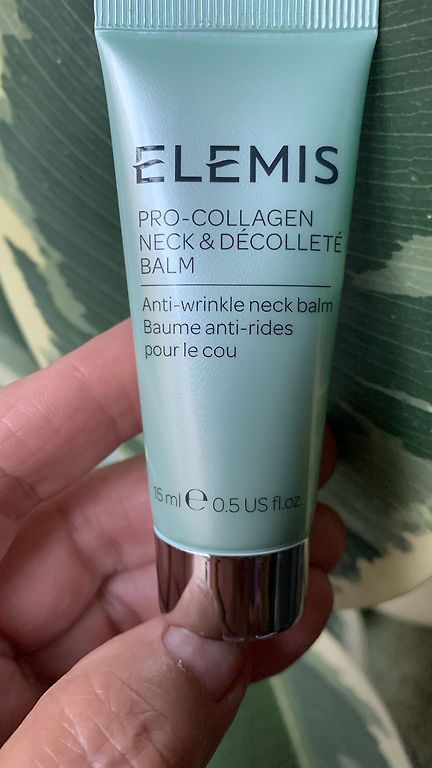 ELEMIS
PRO-COLLAGEN
NECK & DÉCOLLETÉ
BALM
Anti-wrinkle neck balm
Baume anti-rides
pour le cou
15 ml ℮ 0.5 US fl.oz.